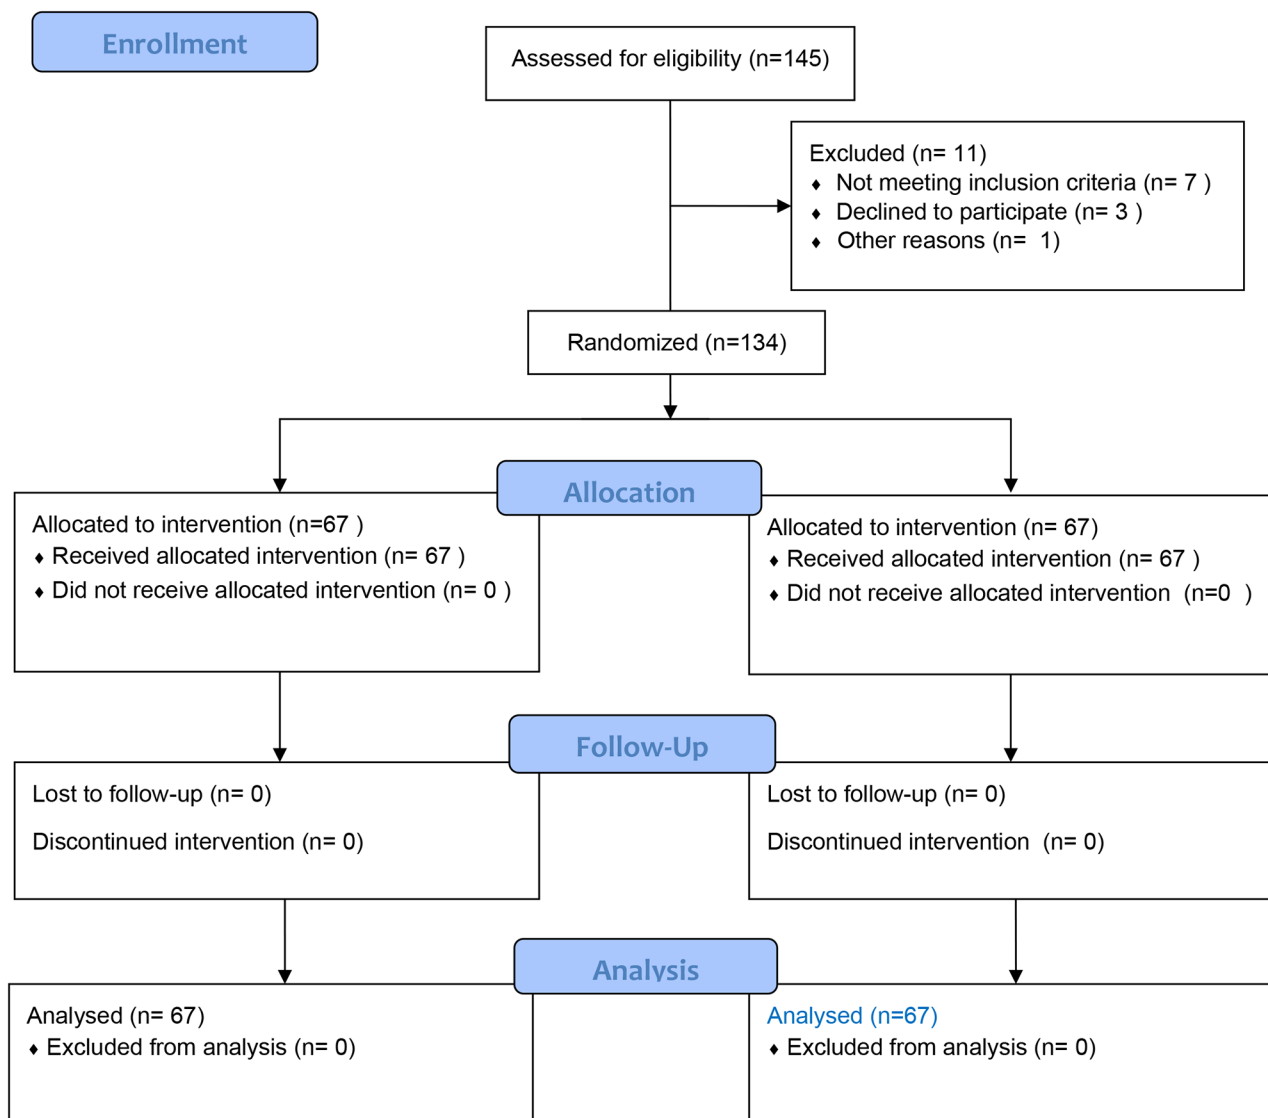 Enrollment
Assessed for eligibility (n=145)
Excluded (n= 11)
♦ Not meeting inclusion criteria (n= 7 )
♦ Declined to participate (n= 3 )
♦ Other reasons (n=  1)
Randomized (n=134)
Allocation
Allocated to intervention (n=67 )
♦ Received allocated intervention (n= 67 )
♦ Did not receive allocated intervention (n= 0 )
Allocated to intervention (n= 67)
♦ Received allocated intervention (n= 67 )
♦ Did not receive allocated intervention  (n=0  )
Follow-Up
Lost to follow-up (n= 0)
Discontinued intervention (n= 0)
Lost to follow-up (n= 0)
Discontinued intervention  (n= 0)
Analysis
Analysed (n= 67)
♦ Excluded from analysis (n= 0)
Analysed (n=67)
♦ Excluded from analysis (n= 0)